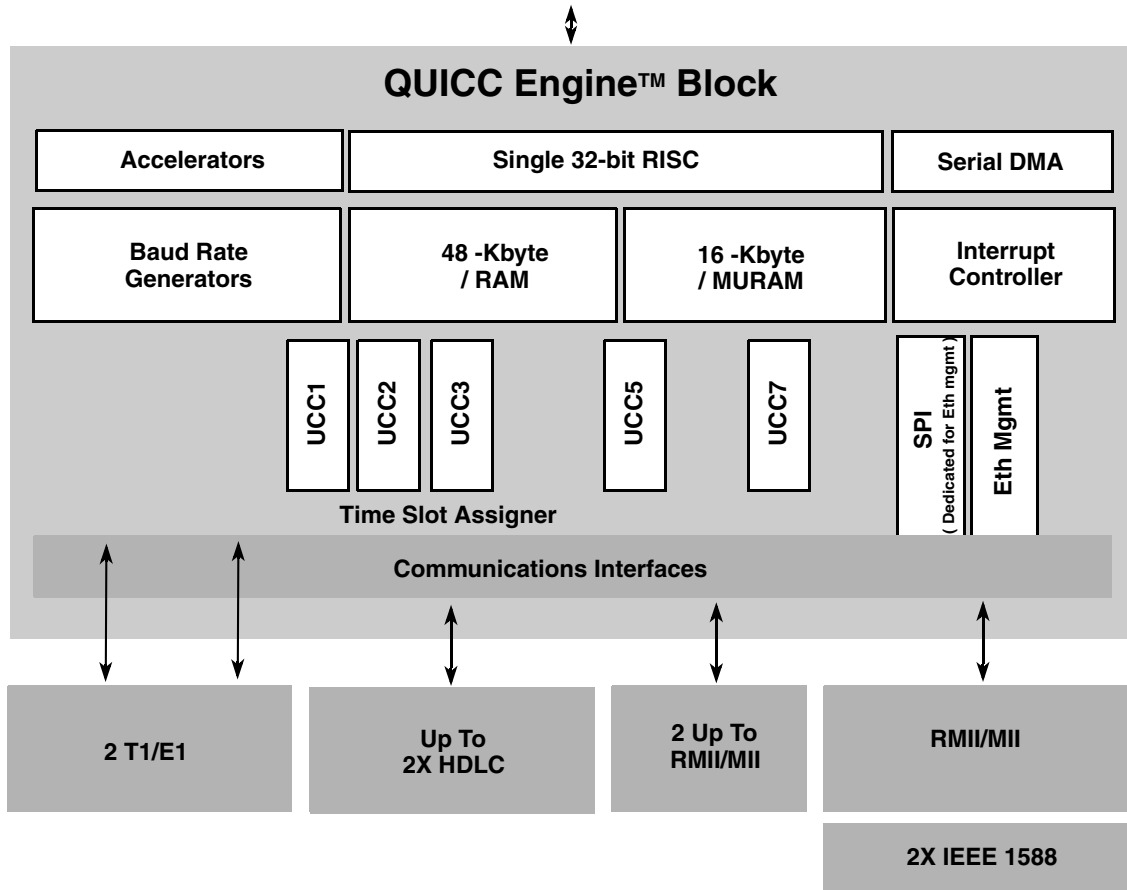 QUICC Engine™ Block
Accelerators
Single 32-bit RISC
Serial DMA
Baud Rate
Generators
48 -Kbyte
/ RAM
16 -Kbyte
/ MURAM
Interrupt
Controller
UCC1
UCC2
UCC3
UCC5
UCC7
SPI
( Dedicated for Eth mgmt )
Eth Mgmt
Time Slot Assigner
Communications Interfaces
2 T1/E1
Up To
2X HDLC
2 Up To
RMII/MII
RMII/MII
2X IEEE 1588